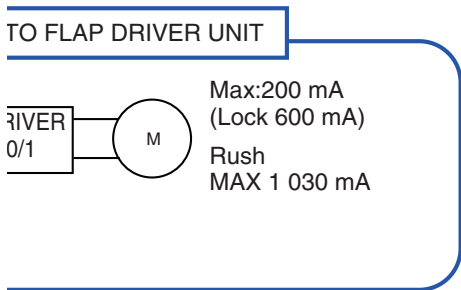 TO FLAP DRIVER UNIT
Max:200 mA
(Lock 600 mA)
RIVER
0/1
M
Rush
MAX 1 030 mA